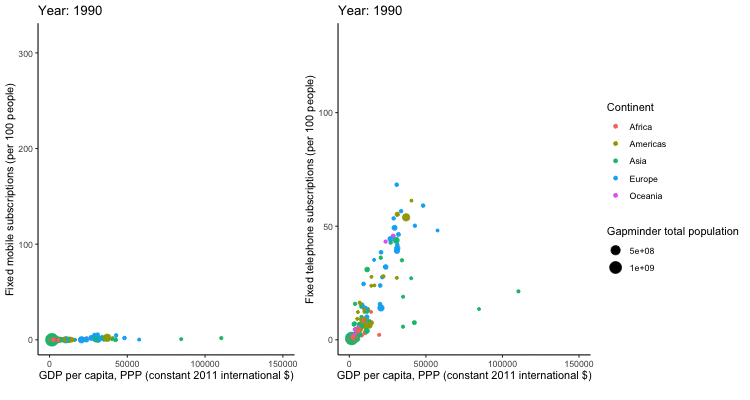 Year: 1990
300
200
100
0
Fixed mobile subscriptions (per 100 people)
0
50000
100000
150000
GDP per capita, PPP (constant 2011 international $)
Year: 1990
100
50
0
Fixed telephone subscriptions (per 100 people)
0
50000
100000
150000
GDP per capita, PPP (constant 2011 international $)
Continent
Africa
Americas
Asia
Europe
Oceania
Gapminder total population
5e+08
1e+09